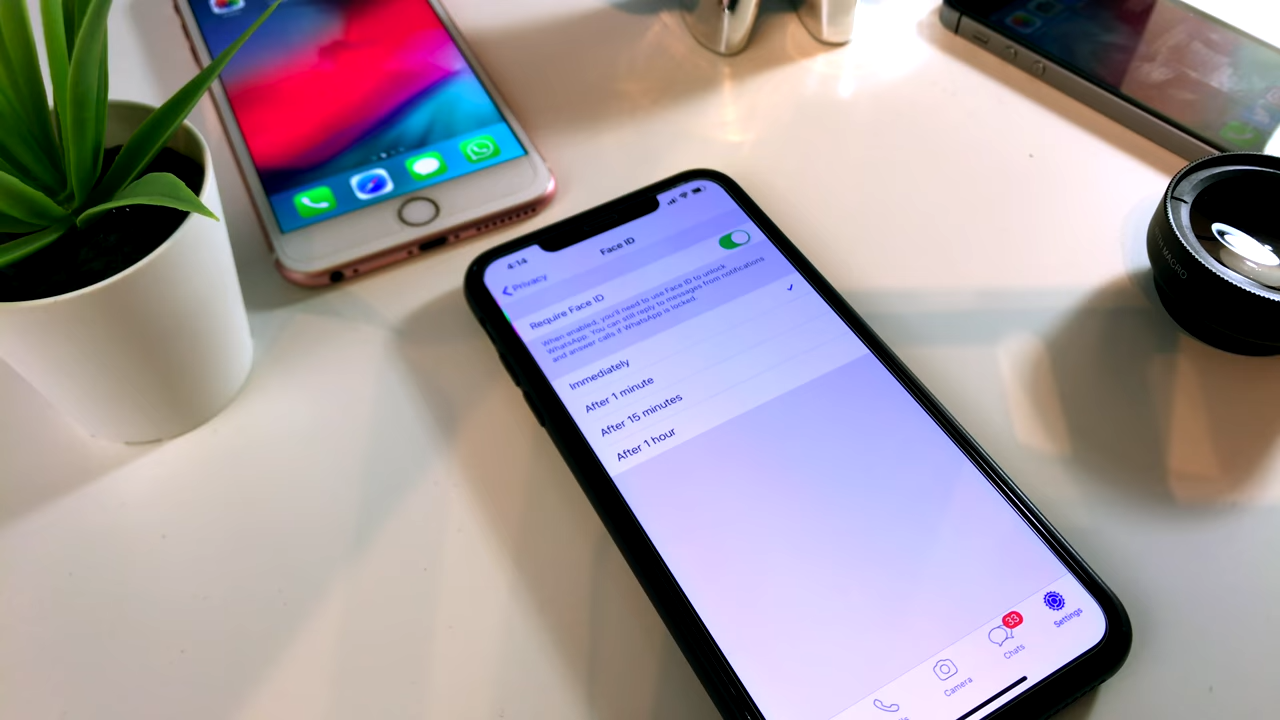 4:14
Face ID
Privacy
Require Face ID
When enabled, you'll need to use Face ID to unlock
WhatsApp. You can still reply to messages from notifications
and answer calls if WhatsApp is locked.
Immediately
After 1 minute
After 15 minutes
After 1 hour
33
Settings
Chats
Camera
MACRO